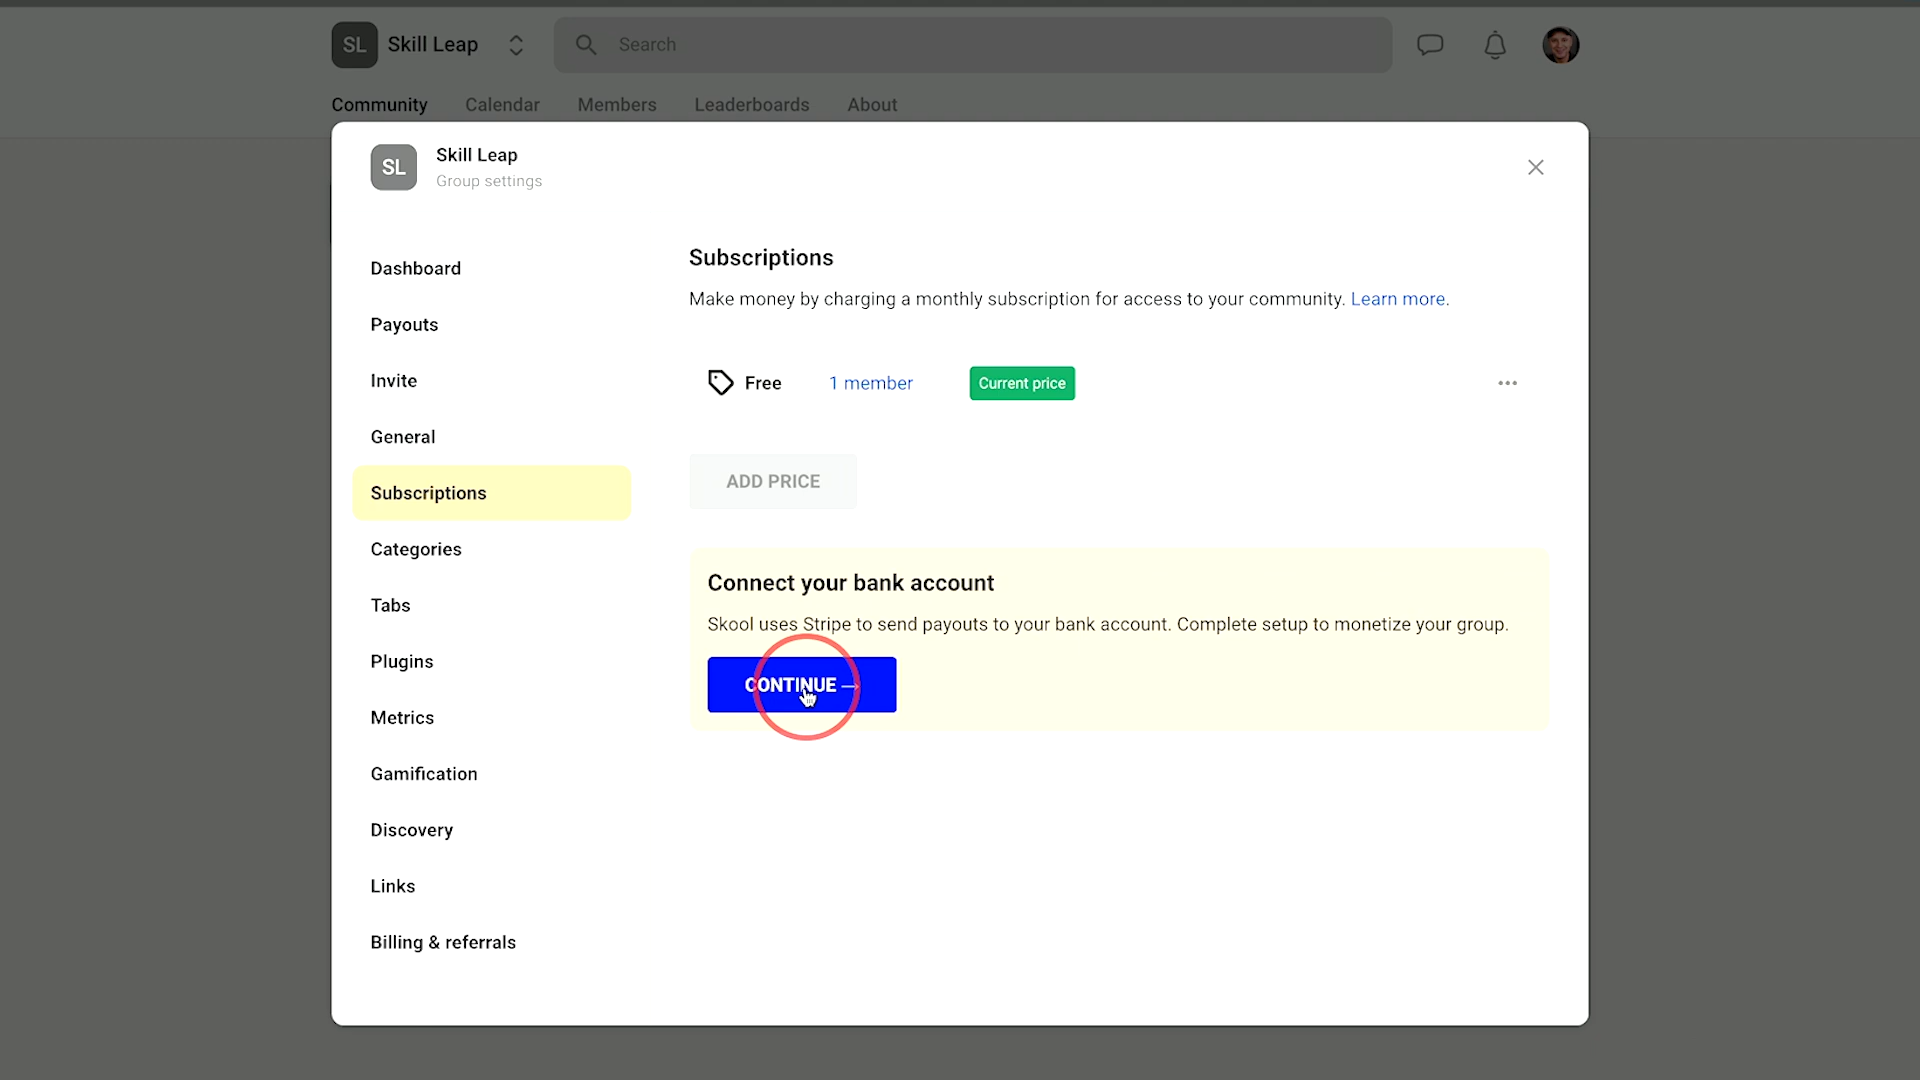 SL Skill Leap Search
Community Calendar Members Leaderboards About
SL Skill Leap
Group settings
Dashboard
Payouts
Invite
General
Subscriptions
Categories
Tabs
Plugins
Metrics
Gamification
Discovery
Links
Billing & referrals
Subscriptions
Make money by charging a monthly subscription for access to your community. Learn more.
Free 1 member Current price
ADD PRICE
Connect your bank account
Skool uses Stripe to send payouts to your bank account. Complete setup to monetize your group.
CONTINUE →